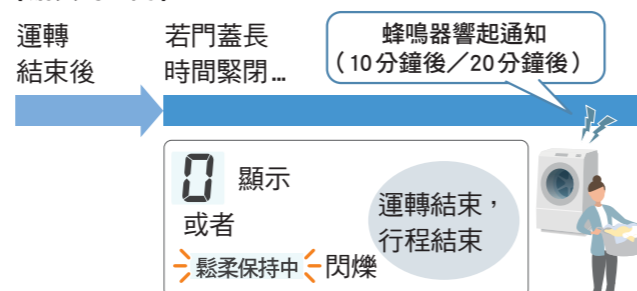 運轉
結束後
若門蓋長
時間緊閉…
蜂鳴器響起通知
（10分鐘後／20分鐘後）
0 顯示
或者
鬆柔保持中 閃爍
運轉結束，
行程結束